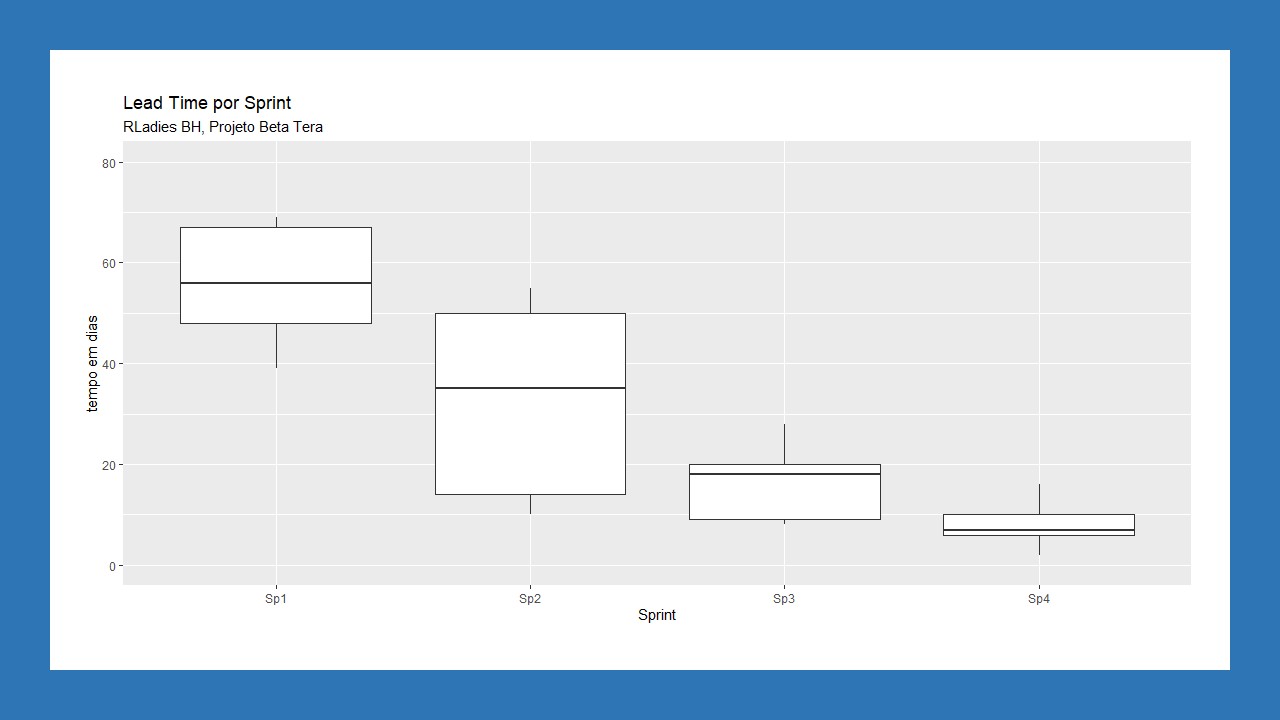 Lead Time por Sprint
RLadies BH, Projeto Beta Tera
80
60
40
20
0
tempo em dias
Sp1 Sp2 Sp3 Sp4
Sprint